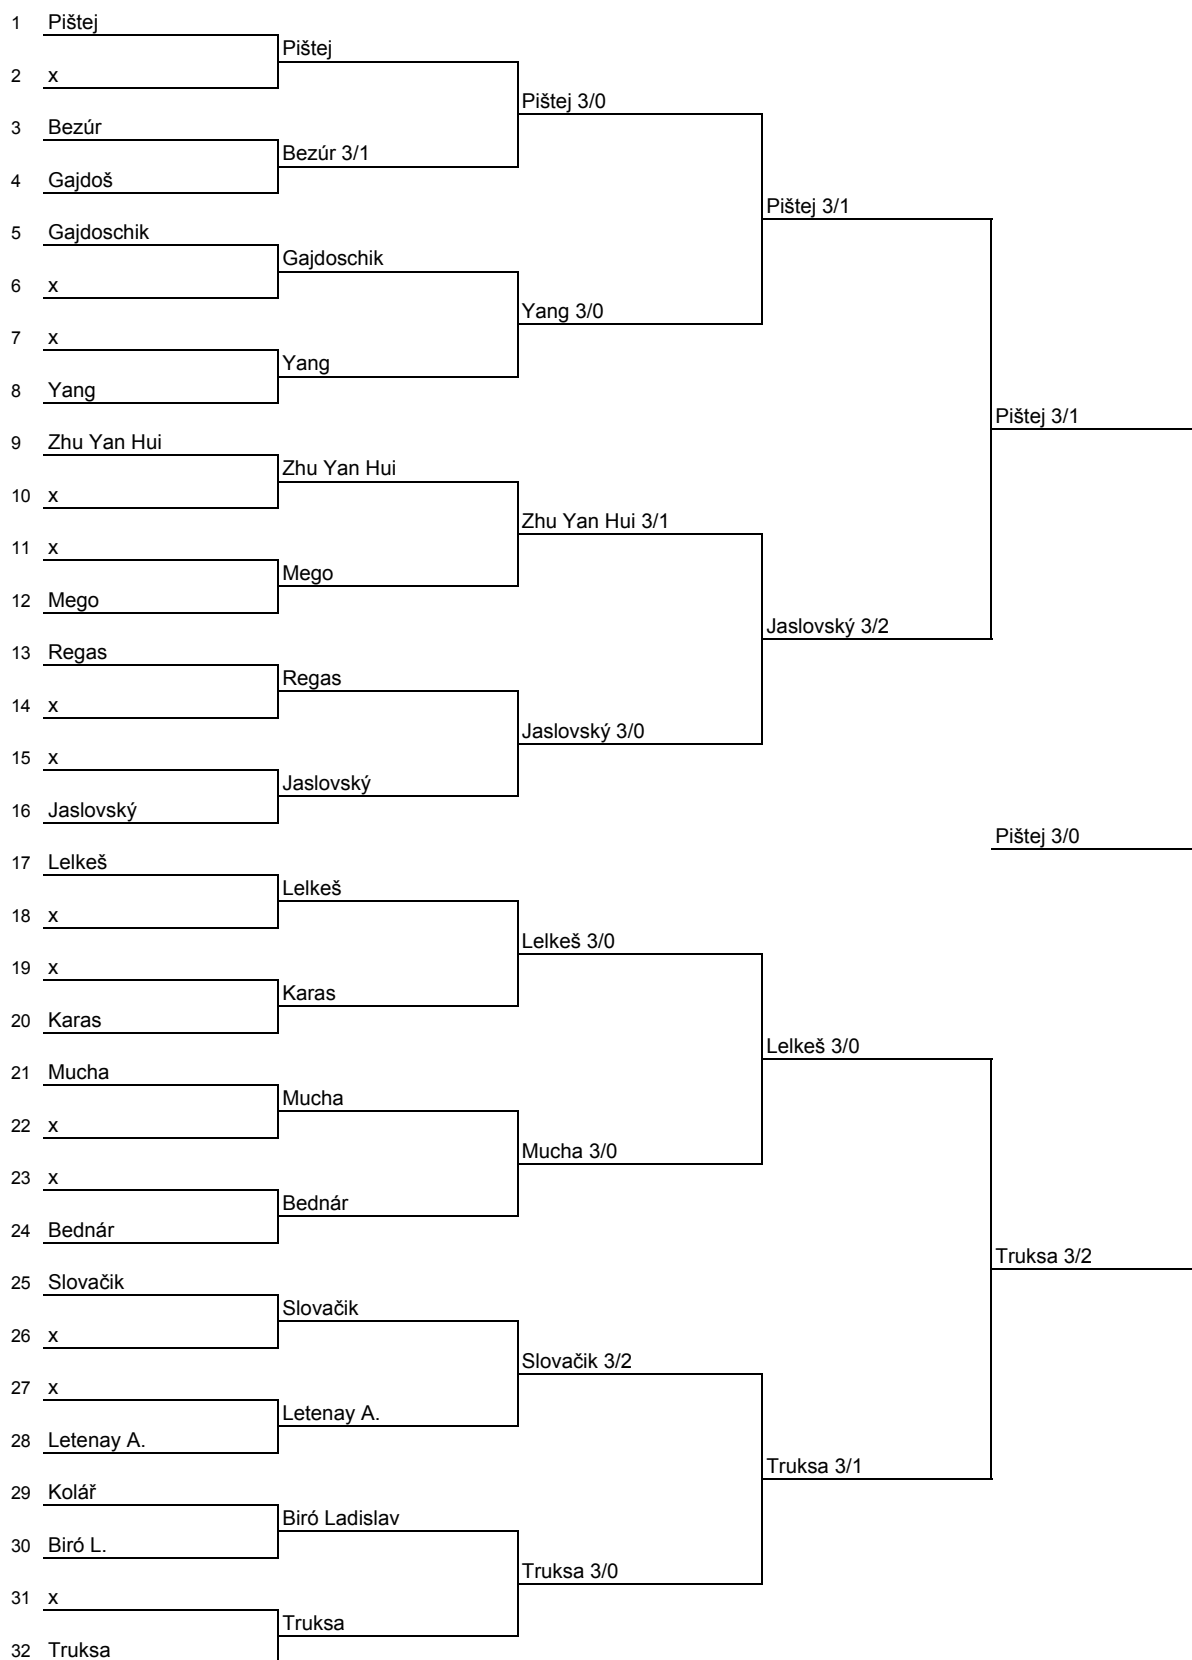 1 Pištej
Pištej
2 x
Pištej 3/0
3 Bezúr
Bezúr 3/1
4 Gajdoš
Pištej 3/1
5 Gajdoschik
Gajdoschik
6 x
Yang 3/0
7 x
Yang
8 Yang
Pištej 3/1
9 Zhu Yan Hui
Zhu Yan Hui
10 x
Zhu Yan Hui 3/1
11 x
Mego
12 Mego
Jaslovský 3/2
13 Regas
Regas
14 x
Jaslovský 3/0
15 x
Jaslovský
16 Jaslovský
Pištej 3/0
17 Lelkeš
Lelkeš
18 x
Lelkeš 3/0
19 x
Karas
20 Karas
Lelkeš 3/0
21 Mucha
Mucha
22 x
Mucha 3/0
23 x
Bednár
24 Bednár
Truksa 3/2
25 Slovačik
Slovačik
26 x
Slovačik 3/2
27 x
Letenay A.
28 Letenay A.
Truksa 3/1
29 Kolář
Biró Ladislav
30 Biró L.
Truksa 3/0
31 x
Truksa
32 Truksa